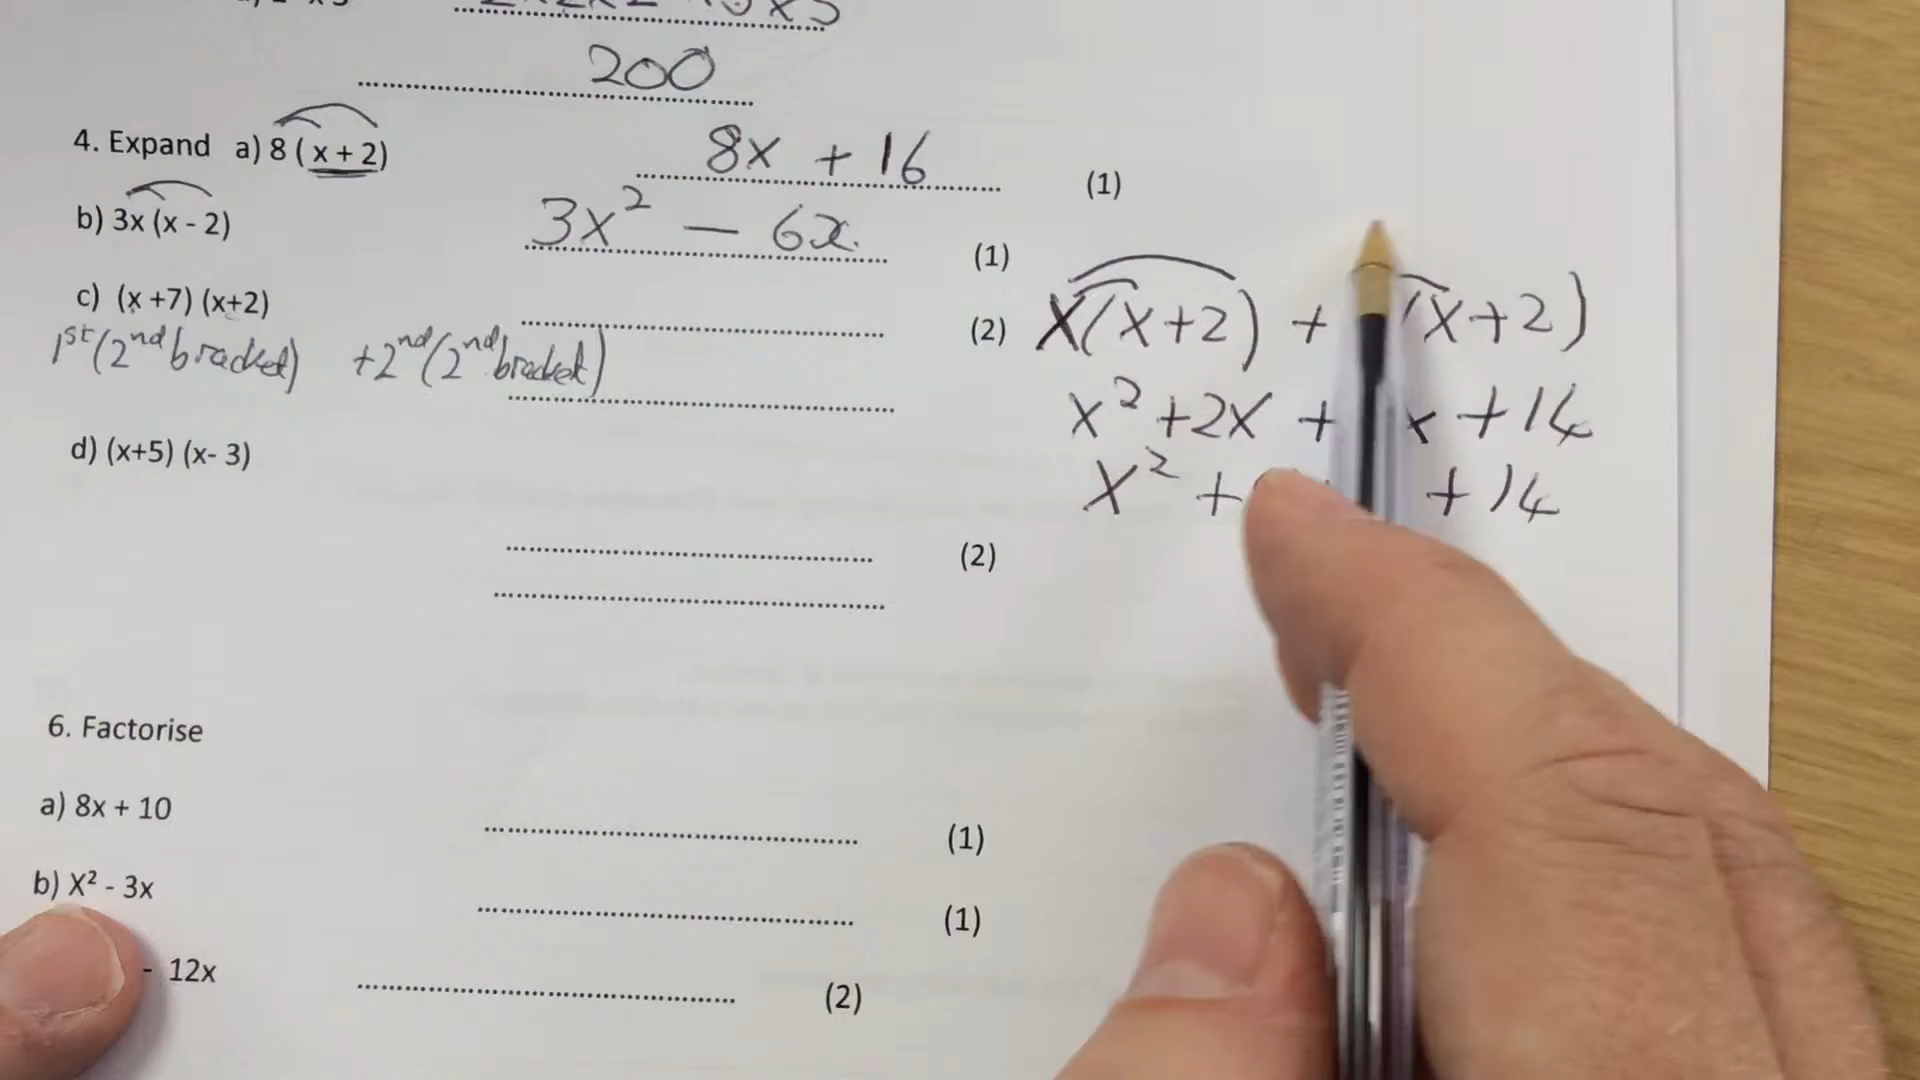 200
4. Expand a) 8 ( x + 2) 8x + 16 (1)
b) 3x (x - 2) 3x² - 6x (1)
c) (x +7) (x+2) (2)
1st (2nd bracket) +2nd (2nd bracket)
x(x+2) + (x+2)
x² +2x + x +14
x² + +14
d) (x+5) (x- 3)
(2)
6. Factorise
a) 8x + 10 (1)
b) X² - 3x (1)
- 12x (2)